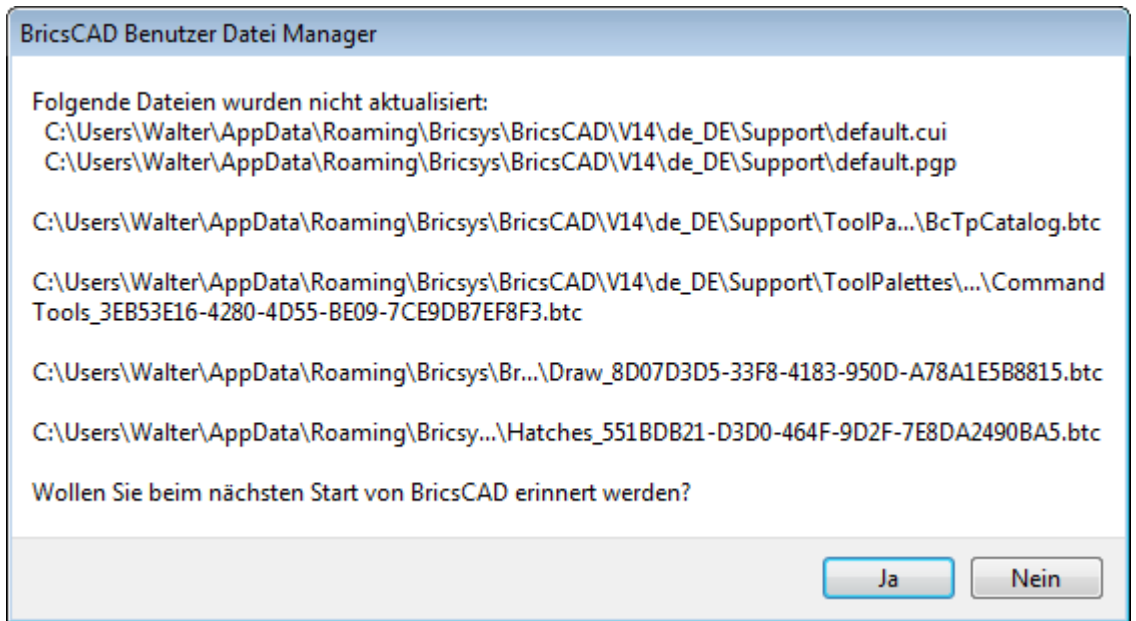 BricsCAD Benutzer Datei Manager
Folgende Dateien wurden nicht aktualisiert:
C:\Users\Walter\AppData\Roaming\Bricsys\BricsCAD\V14\de_DE\Support\default.cui
C:\Users\Walter\AppData\Roaming\Bricsys\BricsCAD\V14\de_DE\Support\default.pgp
C:\Users\Walter\AppData\Roaming\Bricsys\BricsCAD\V14\de_DE\Support\ToolPa...\BcTpCatalog.btc
C:\Users\Walter\AppData\Roaming\Bricsys\BricsCAD\V14\de_DE\Support\ToolPalettes\...\Command
Tools_3EB53E16-4280-4D55-BE09-7CE9DB7EF8F3.btc
C:\Users\Walter\AppData\Roaming\Bricsys\Br...\Draw_8D07D3D5-33F8-4183-950D-A78A1E5B8815.btc
C:\Users\Walter\AppData\Roaming\Bricsy...\Hatches_551BDB21-D3D0-464F-9D2F-7E8DA2490BA5.btc
Wollen Sie beim nächsten Start von BricsCAD erinnert werden?
Ja
Nein